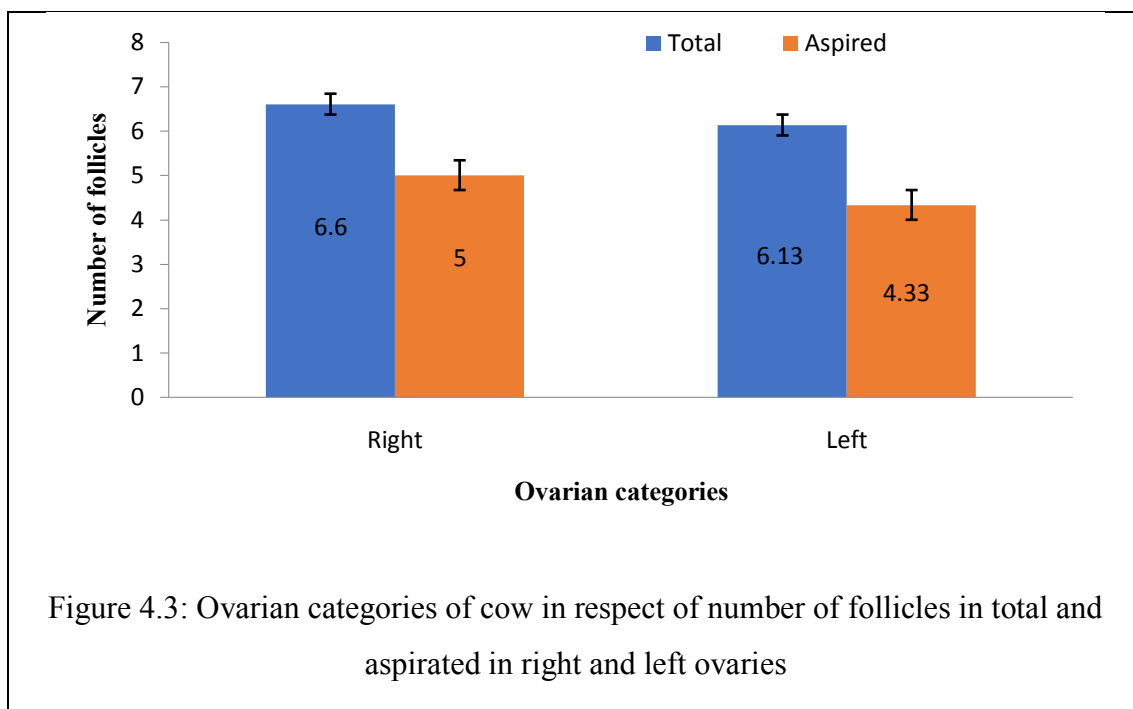 Total Aspired
8
7
6
5
4
3
2
1
0
Number of follicles
6.6
5
6.13
4.33
Right Left
Ovarian categories
Figure 4.3: Ovarian categories of cow in respect of number of follicles in total and
aspirated in right and left ovaries